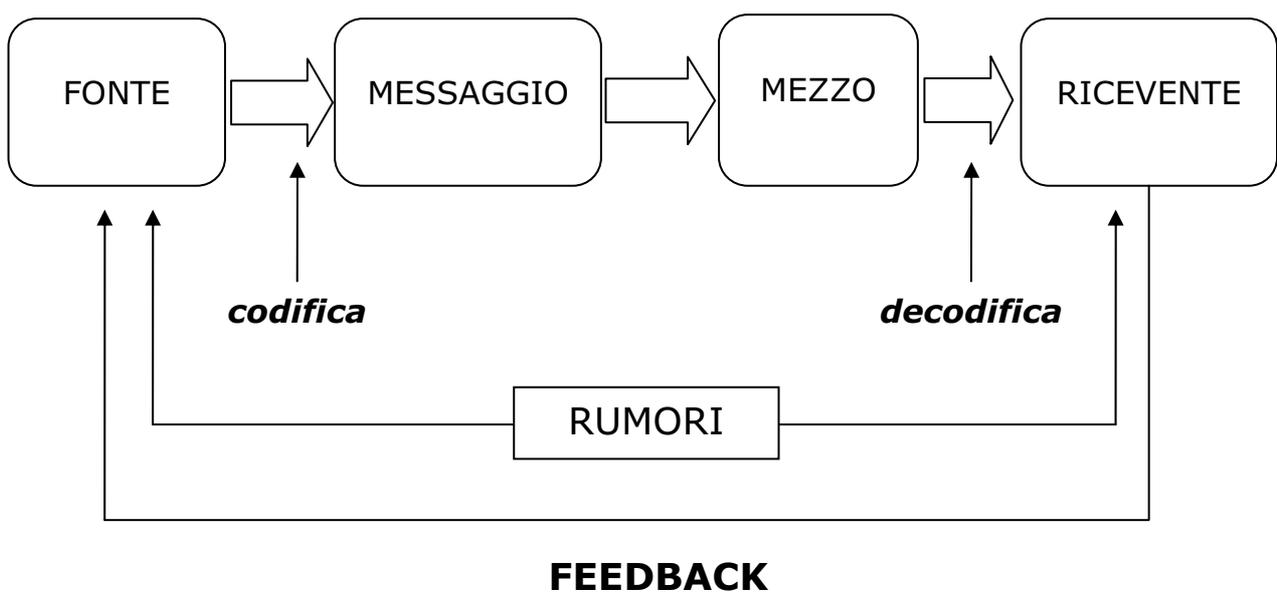 FONTE
MESSAGGIO
MEZZO
RICEVENTE
codifica
decodifica
RUMORI
FEEDBACK